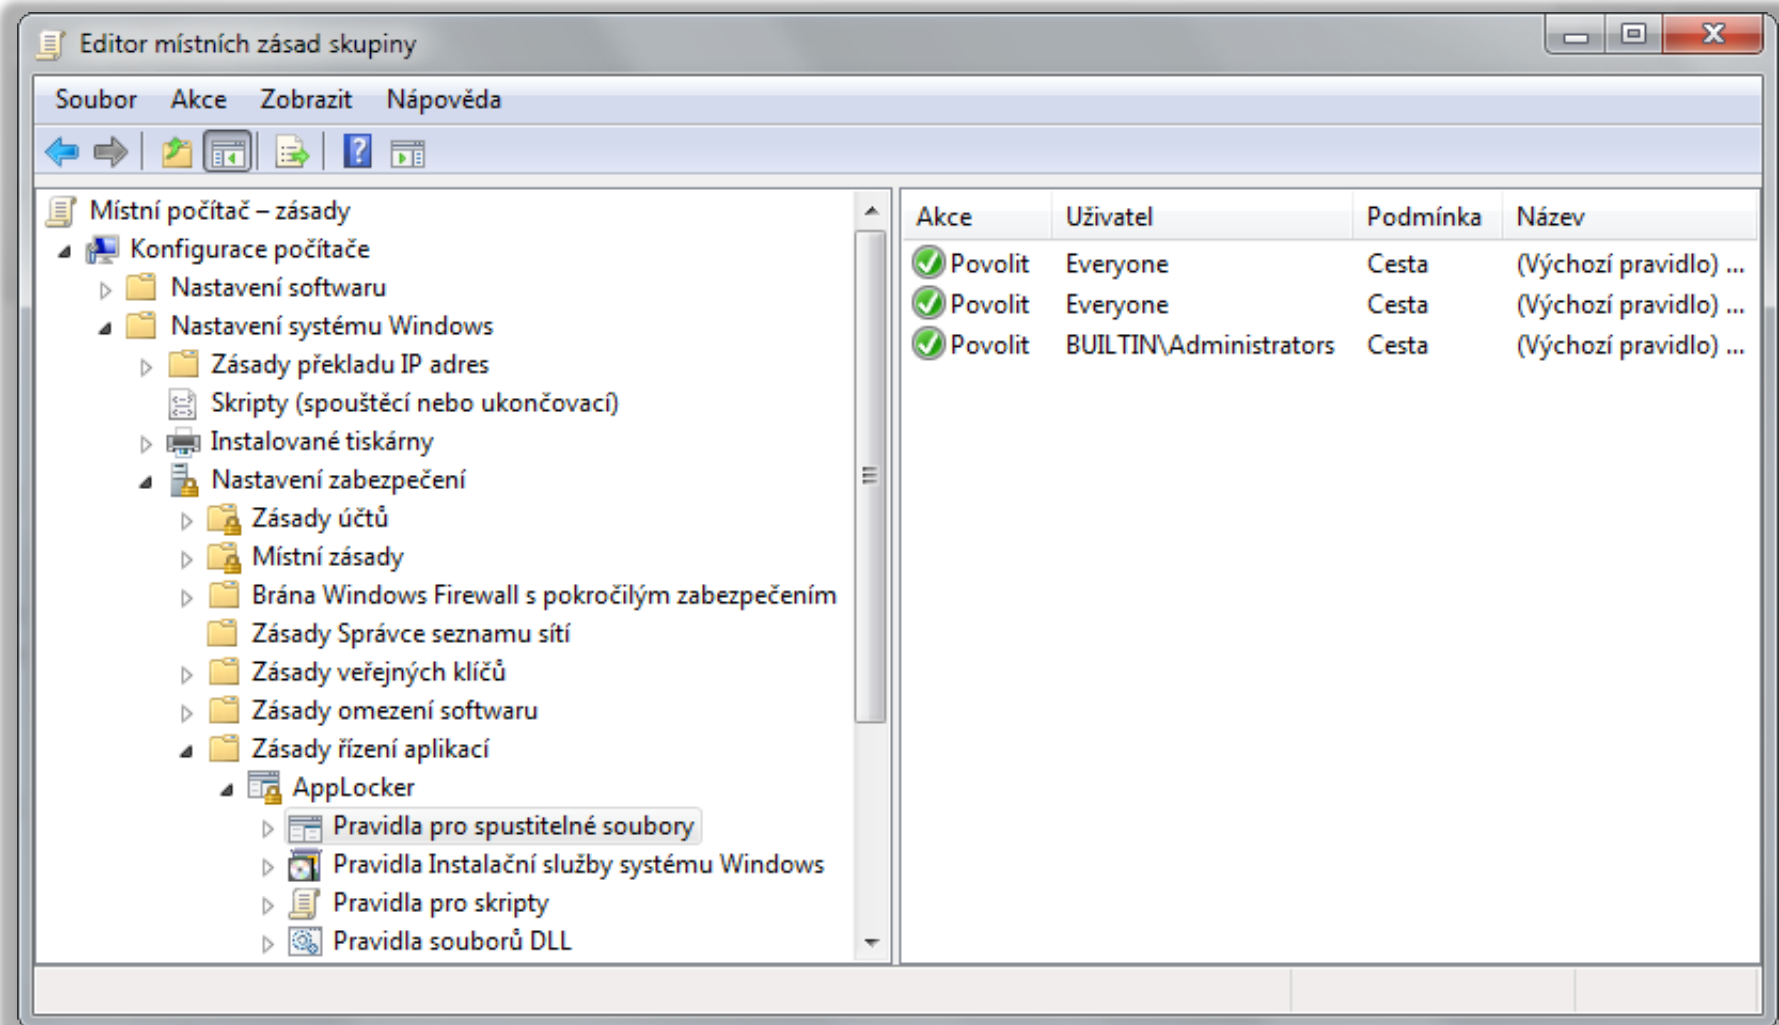 Editor místních zásad skupiny
Soubor Akce Zobrazit Nápověda
Místní počítač – zásady
Konfigurace počítače
Nastavení softwaru
Nastavení systému Windows
Zásady překladu IP adres
Skripty (spouštěcí nebo ukončovací)
Instalované tiskárny
Nastavení zabezpečení
Zásady účtů
Místní zásady
Brána Windows Firewall s pokročilým zabezpečením
Zásady Správce seznamu sítí
Zásady veřejných klíčů
Zásady omezení softwaru
Zásady řízení aplikací
AppLocker
Pravidla pro spustitelné soubory
Pravidla Instalační služby systému Windows
Pravidla pro skripty
Pravidla souborů DLL
Akce Uživatel Podmínka Název
Povolit Everyone Cesta (Výchozí pravidlo) ...
Povolit Everyone Cesta (Výchozí pravidlo) ...
Povolit BUILTIN\Administrators Cesta (Výchozí pravidlo) ...